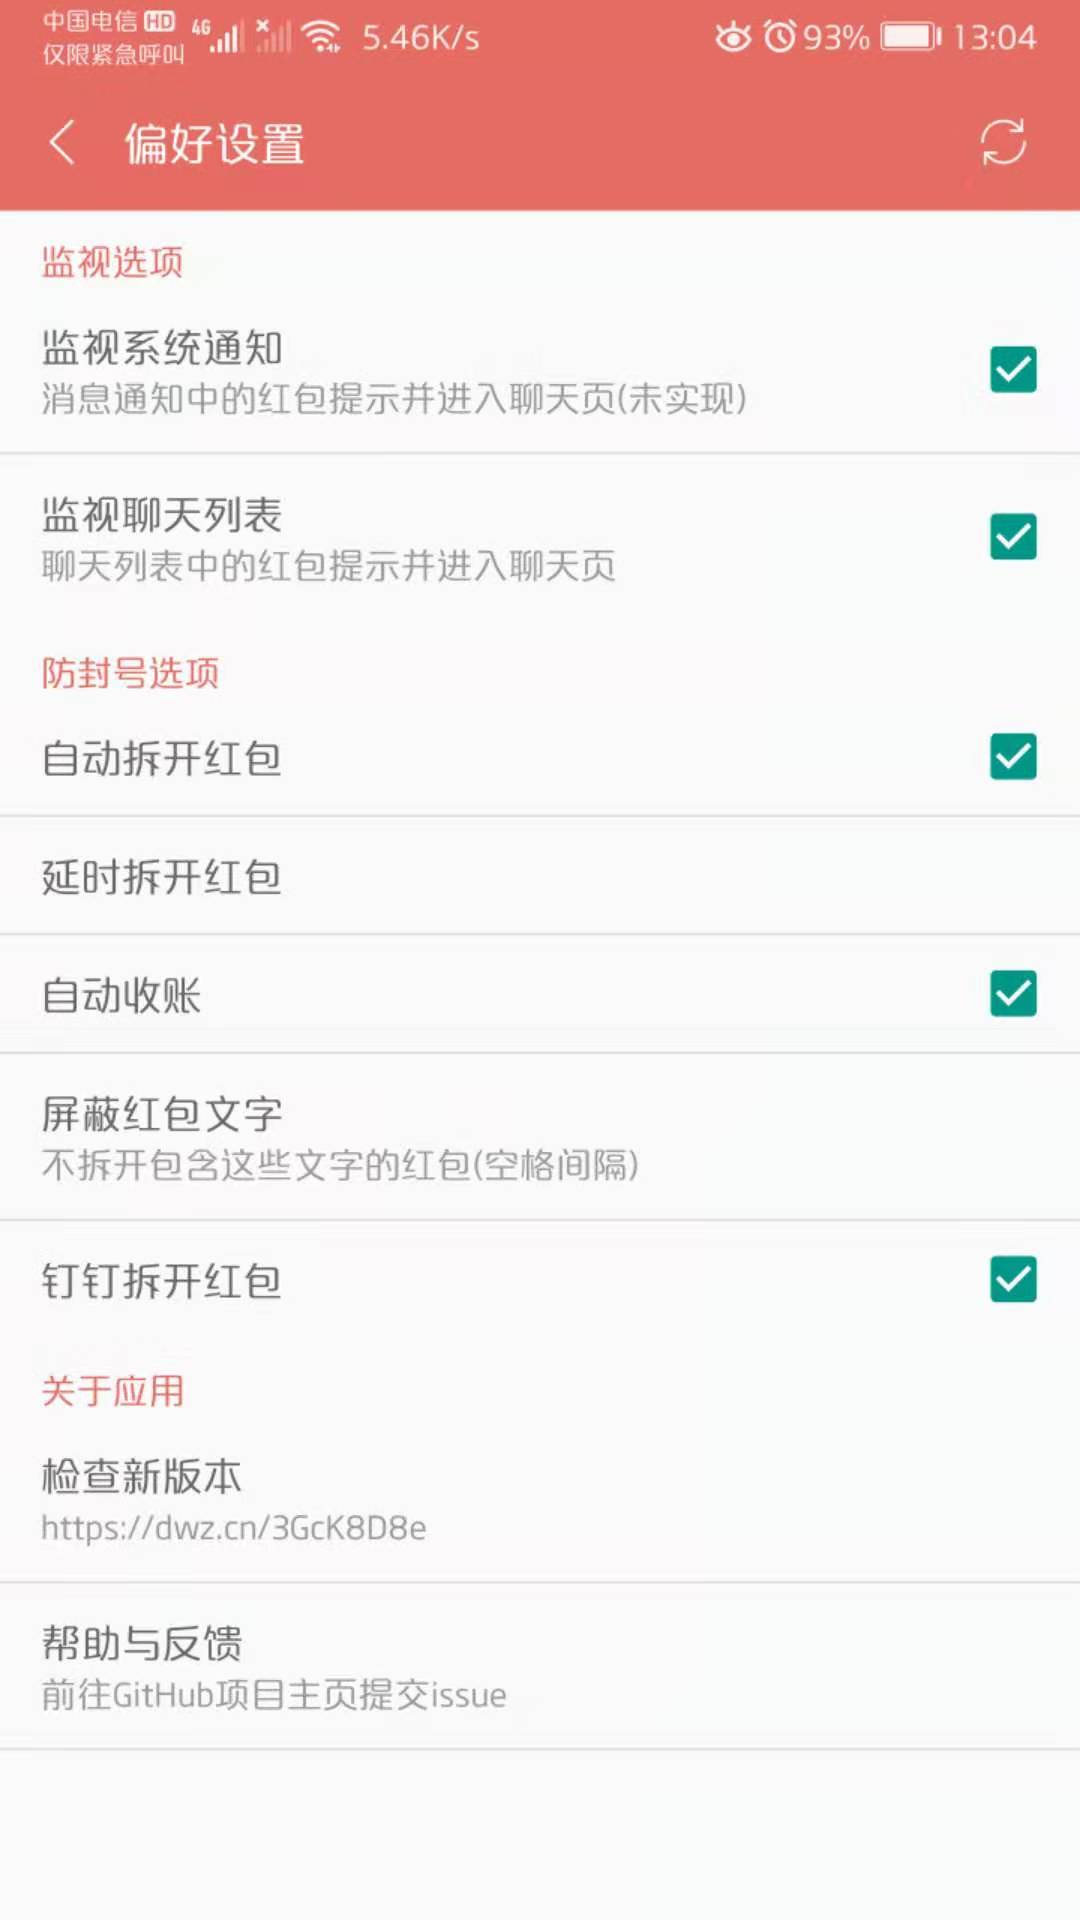 中国电信 HD 4G 5.46K/s 93% 13:04
仅限紧急呼叫
偏好设置
监视选项
监视系统通知
消息通知中的红包提示并进入聊天页(未实现)
监视聊天列表
聊天列表中的红包提示并进入聊天页
防封号选项
自动拆开红包
延时拆开红包
自动收账
屏蔽红包文字
不拆开包含这些文字的红包(空格间隔)
钉钉拆开红包
关于应用
检查新版本
https://dwz.cn/3GcK8D8e
帮助与反馈
前往GitHub项目主页提交issue